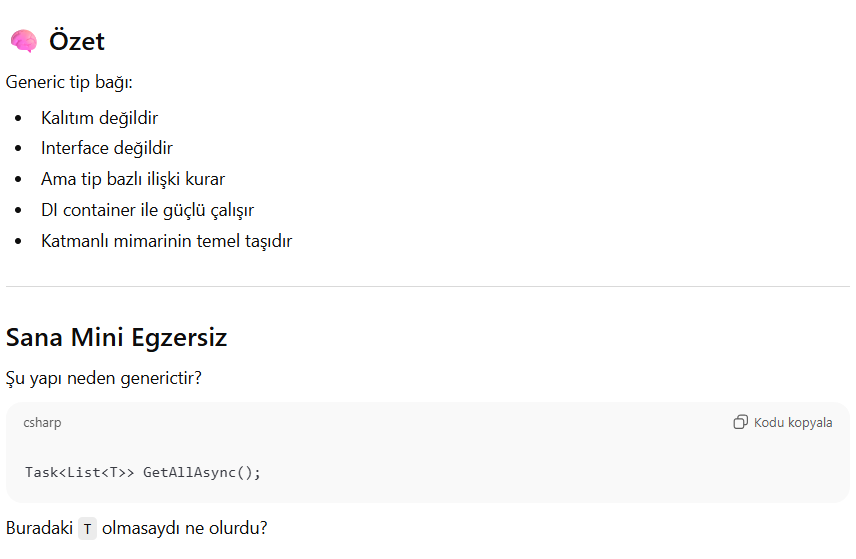 🧠 Özet
Generic tip bağı:
• Kalıtım değildir
• Interface değildir
• Ama tip bazlı ilişki kurar
• DI container ile güçlü çalışır
• Katmanlı mimarinin temel taşıdır
Sana Mini Egzersiz
Şu yapı neden generictir?
csharp Kodu kopyala
Task<List<T>> GetAllAsync();
Buradaki T olmasaydı ne olurdu?